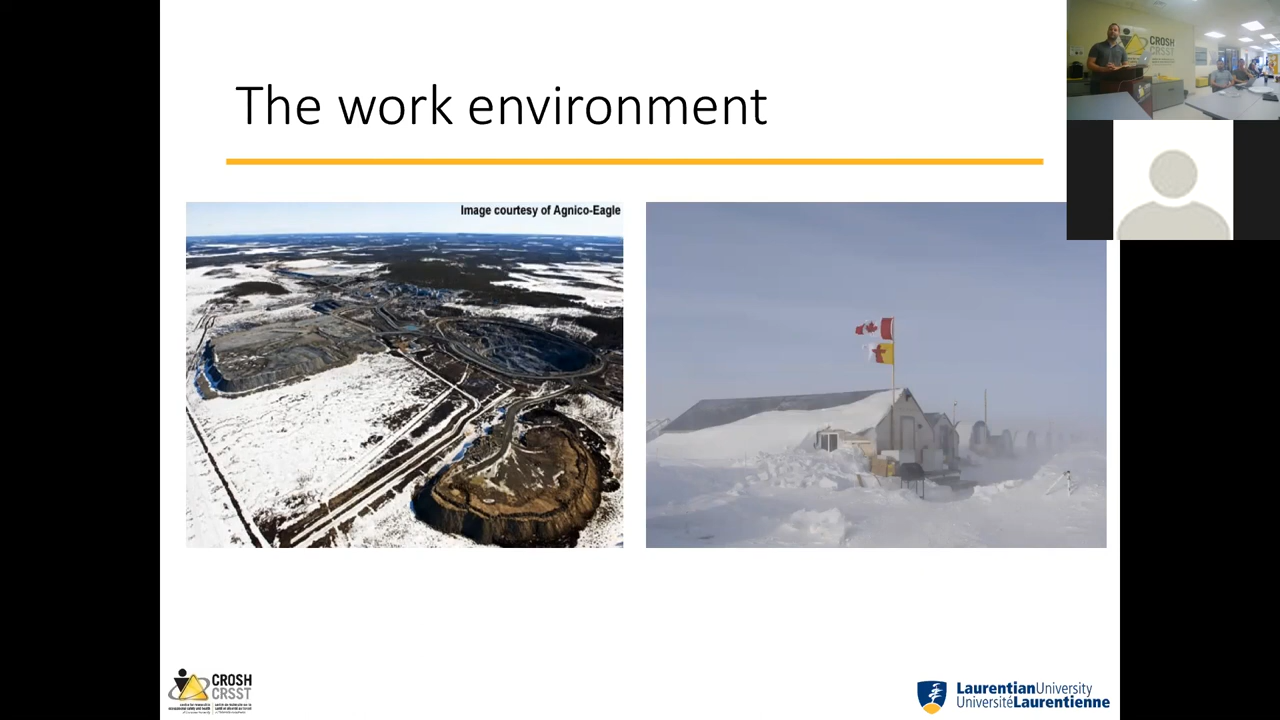 The work environment
Image courtesy of Agnico-Eagle
CROSH
CRSST
CROSH
CRSST
LaurentianUniversity
UniversitéLaurentienne